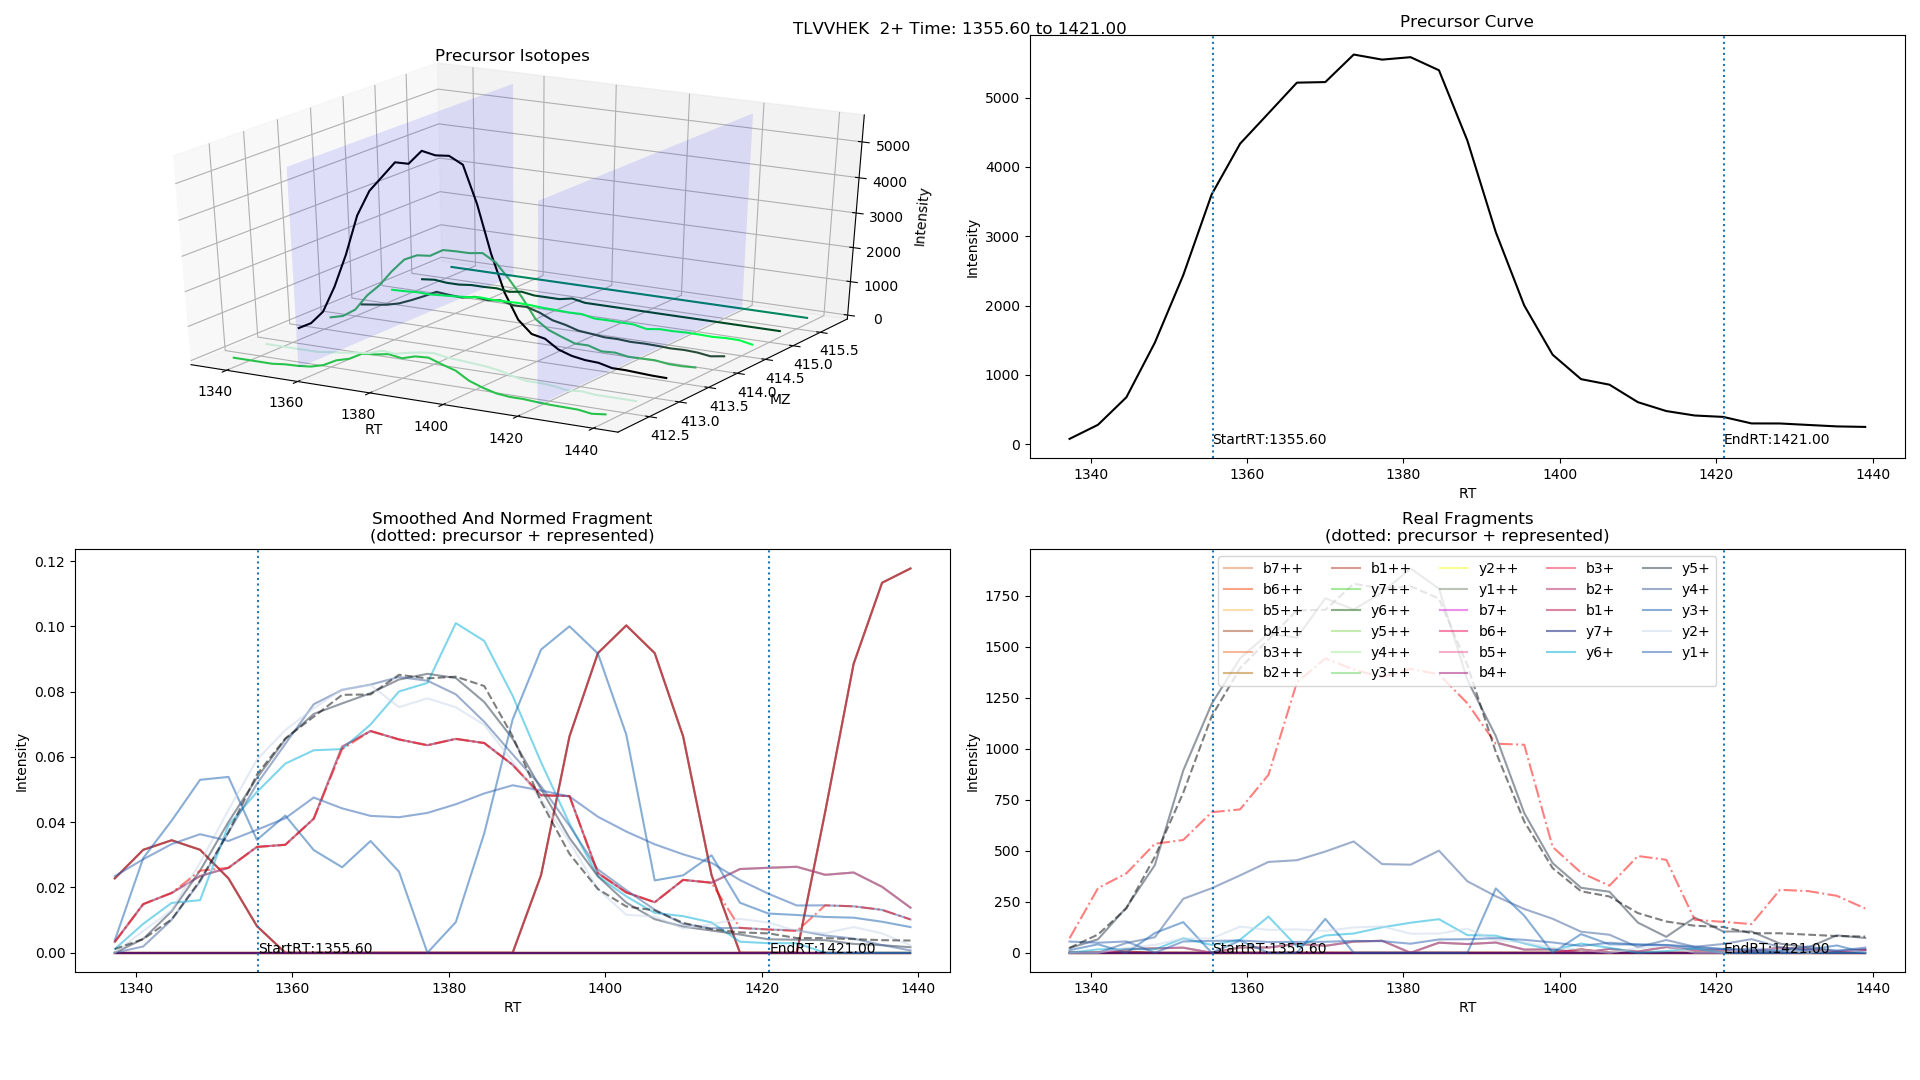 TLVVHEK  2+ Time: 1355.60 to 1421.00
Precursor Isotopes
5000
4000
3000
2000
1000
0
Intensity
415.5
415.0
414.5
414.0
413.5
413.0
412.5
MZ
1340
1360
1380
1400
1420
1440
RT
Precursor Curve
5000
4000
3000
2000
1000
0
Intensity
StartRT:1355.60
EndRT:1421.00
1340 1360 1380 1400 1420 1440
RT
Smoothed And Normed Fragment
(dotted: precursor + represented)
0.12
0.10
0.08
0.06
0.04
0.02
0.00
Intensity
StartRT:1355.60
EndRT:1421.00
1340 1360 1380 1400 1420 1440
RT
Real Fragments
(dotted: precursor + represented)
1750
1500
1250
1000
750
500
250
0
Intensity
b7++ b1++ y2++ b3+ y5+
b6++ y7++ y1++ b2+ y4+
b5++ y6++ b7+ b1+ y3+
b4++ y5++ b6+ y7+ y2+
b3++ y4++ b5+ y6+ y1+
b2++ y3++ b4+
StartRT:1355.60
EndRT:1421.00
1340 1360 1380 1400 1420 1440
RT